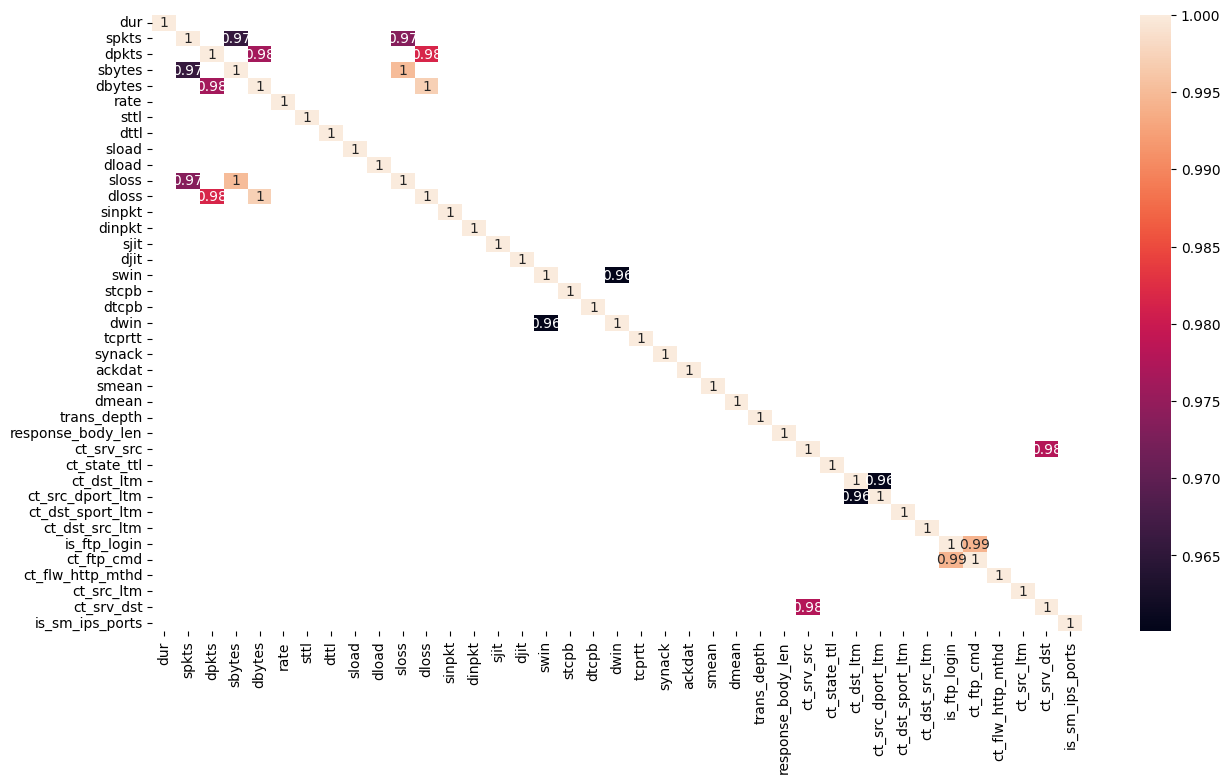 dur 1 1.000
spkts 1 0.97 0.97
dpkts 1 0.98 0.98
sbytes 0.97 1 1 0.995
dbytes 0.98 1 1
rate 1
sttl 1
dttl 1 0.990
sload 1
dload 1
sloss 0.97 1 1
dloss 0.98 1 1 0.985
sinpkt 1
dinpkt 1
sjit 1
djit 1 0.980
swin 1 0.96
stcpb 1
dtcpb 1
dwin 0.96 1 0.975
tcprtt 1
synack 1
ackdat 1
smean 1
dmean 1 0.970
trans_depth 1
response_body_len 1
ct_srv_src 1 0.98
ct_state_ttl 1 0.965
ct_dst_ltm 1 0.96
ct_src_dport_ltm 0.96 1
ct_dst_sport_ltm 1
ct_dst_src_ltm 1
is_ftp_login 1 0.99
ct_ftp_cmd 0.99 1
ct_flw_http_mthd 1
ct_src_ltm 1
ct_srv_dst 0.98 1
is_sm_ips_ports 1
dur
spkts
dpkts
sbytes
dbytes
rate
sttl
dttl
sload
dload
sloss
dloss
sinpkt
dinpkt
sjit
djit
swin
stcpb
dtcpb
dwin
tcprtt
synack
ackdat
smean
dmean
trans_depth
response_body_len
ct_srv_src
ct_state_ttl
ct_dst_ltm
ct_src_dport_ltm
ct_dst_sport_ltm
ct_dst_src_ltm
is_ftp_login
ct_ftp_cmd
ct_flw_http_mthd
ct_src_ltm
ct_srv_dst
is_sm_ips_ports